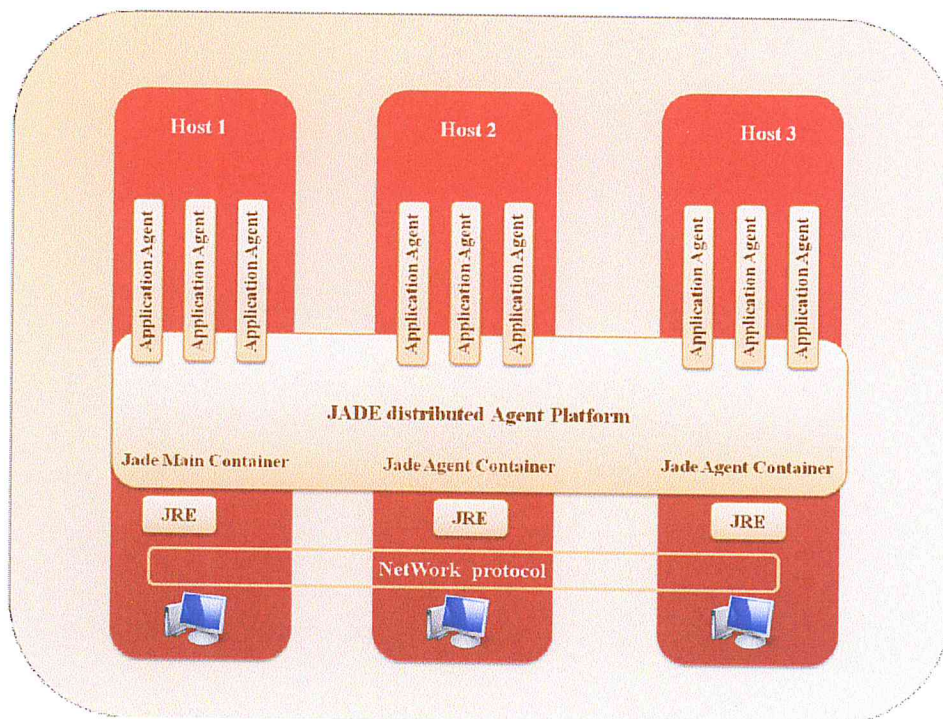 Host 1
Host 2
Host 3
Application Agent
Application Agent
Application Agent
Application Agent
Application Agent
Application Agent
Application Agent
Application Agent
Application Agent
JADE distributed Agent Platform
Jade Main Container
Jade Agent Container
Jade Agent Container
JRE
JRE
JRE
NetWork protocol